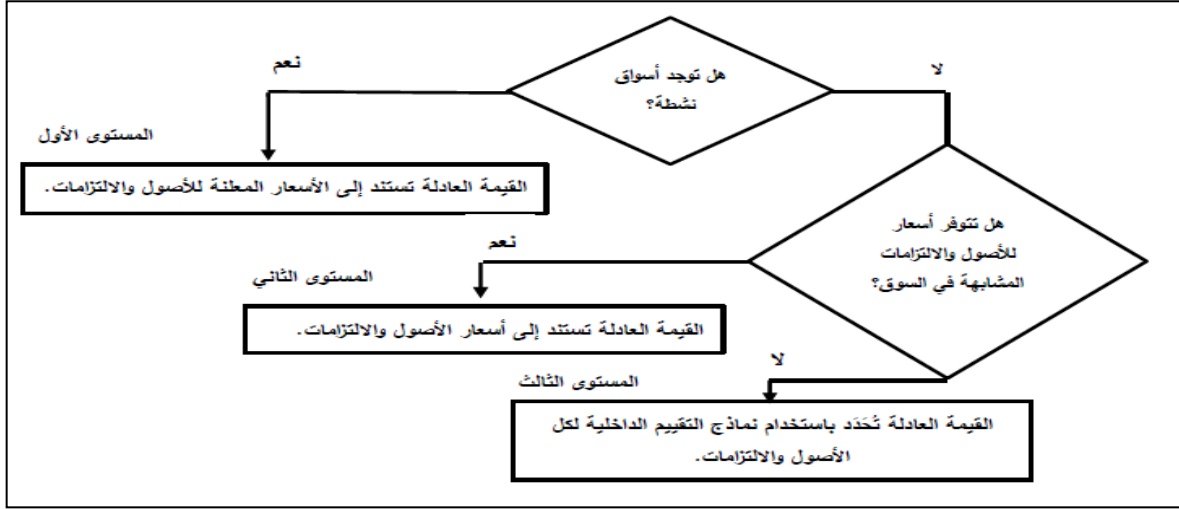 هل توجد أسواق
نشطة؟
نعم
لا
المستوى الأول
القيمة العادلة تستند إلى الأسعار المعلنة للأصول والالتزامات.
هل تتوفر أسعار
للأصول والالتزامات
المشابهة في السوق؟
نعم
المستوى الثاني
القيمة العادلة تستند إلى أسعار الأصول والالتزامات.
لا
المستوى الثالث
القيمة العادلة تُحَدَد باستخدام نماذج التقييم الداخلية لكل
الأصول والالتزامات.